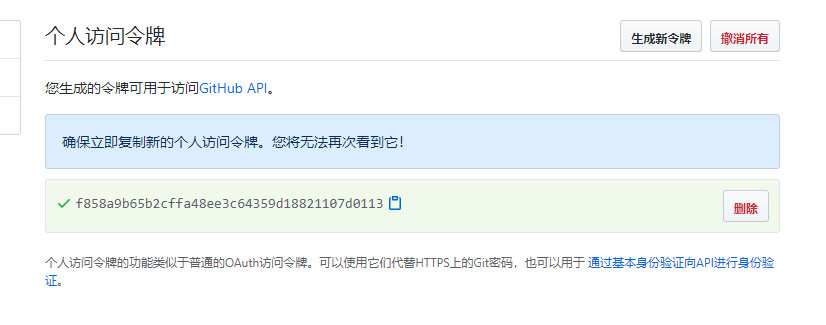 个人访问令牌
生成新令牌
撤消所有
您生成的令牌可用于访问GitHub API。
确保立即复制新的个人访问令牌。您将无法再次看到它！
f858a9b65b2cffa48ee3c64359d18821107d0113
删除
个人访问令牌的功能类似于普通的OAuth访问令牌。可以使用它们代替HTTPS上的Git密码，也可以用于 通过基本身份验证向API进行身份验
证。